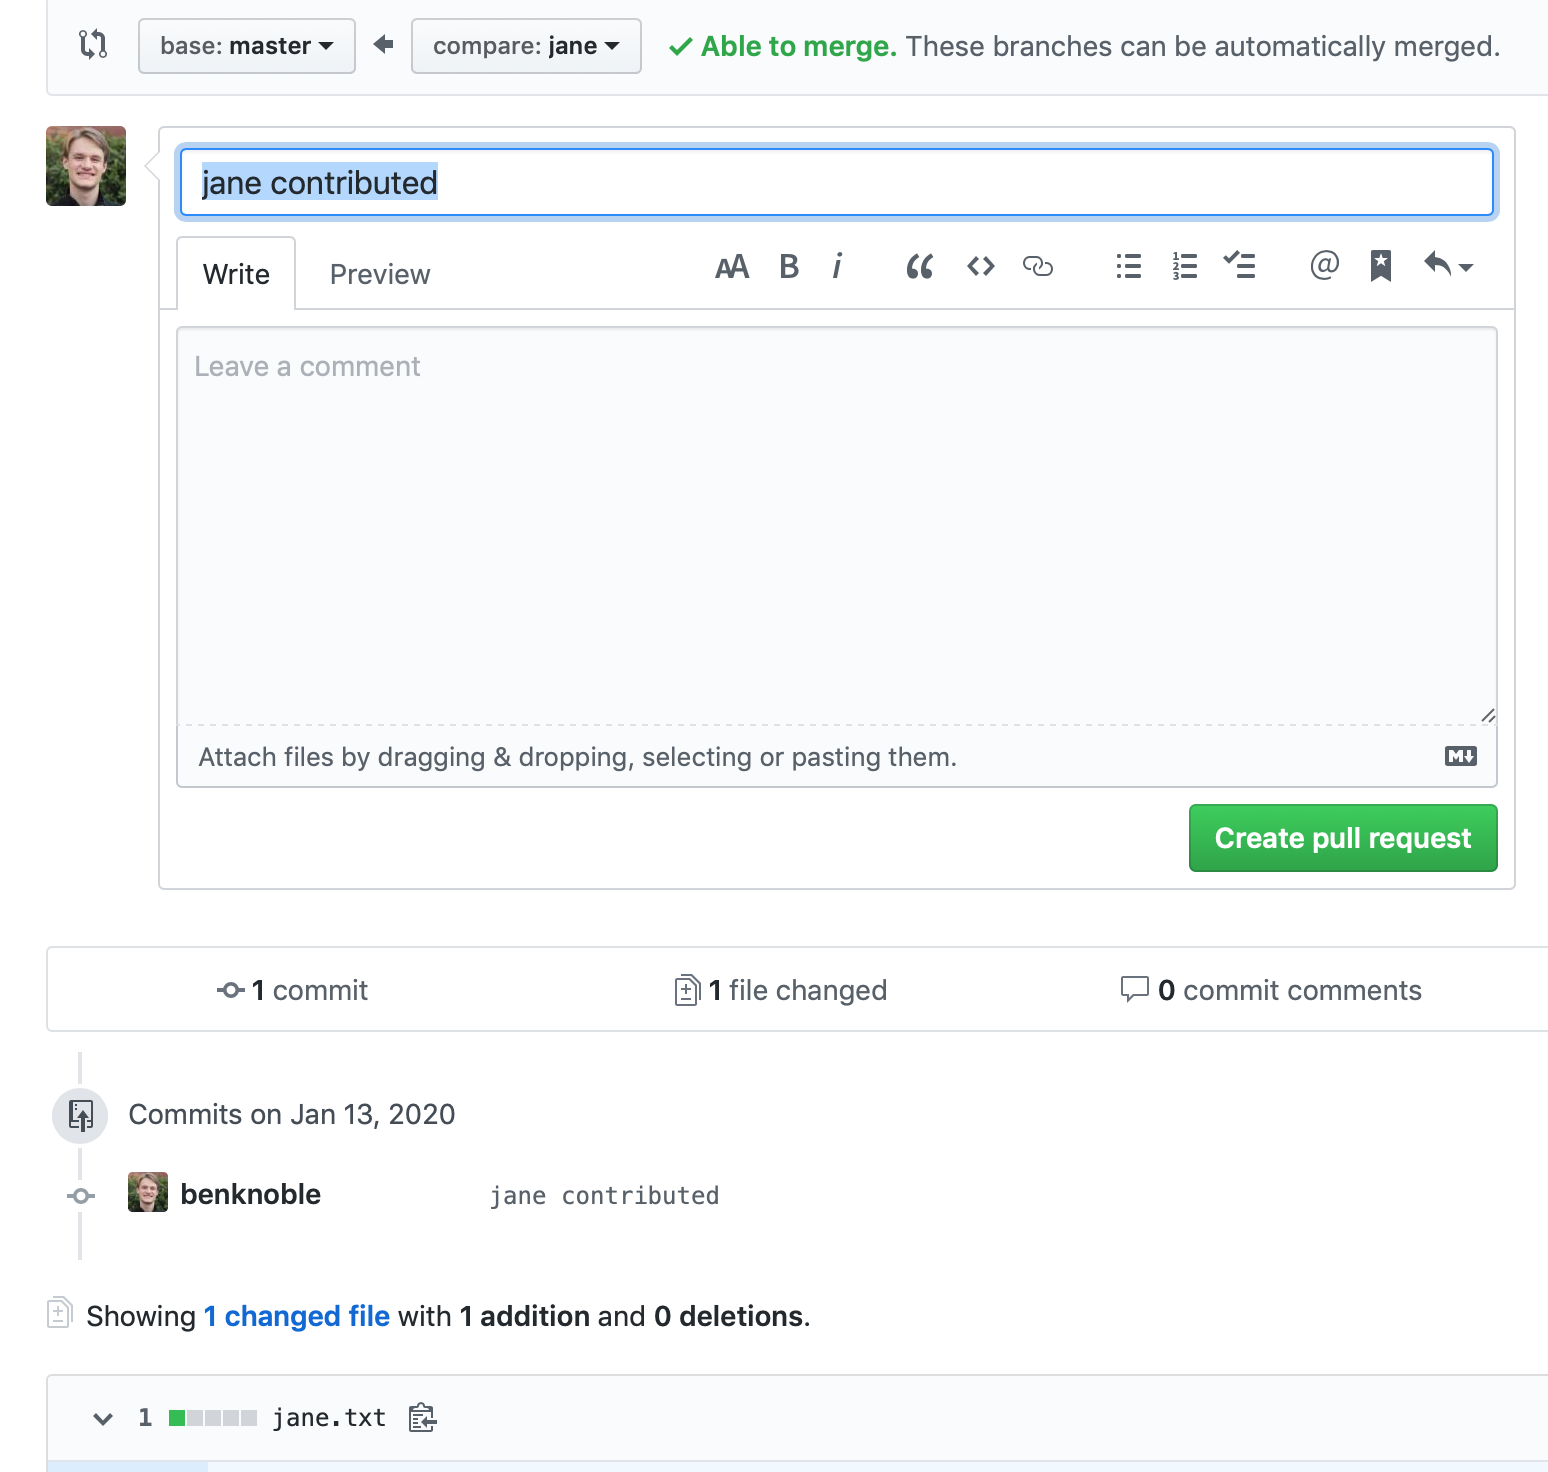 base: master compare: jane Able to merge. These branches can be automatically merged.
jane contributed
Write Preview AA B i “ <> @
Leave a comment
Attach files by dragging & dropping, selecting or pasting them.
M↓
Create pull request
1 commit 1 file changed 0 commit comments
Commits on Jan 13, 2020
benknoble jane contributed
Showing 1 changed file with 1 addition and 0 deletions.
1 jane.txt